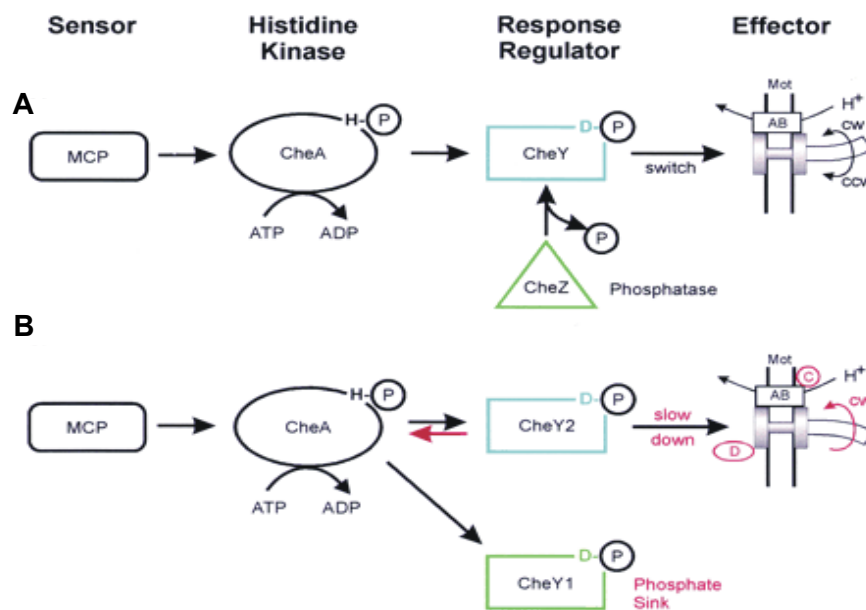 Sensor
Histidine
Kinase
Response
Regulator
Effector
A
MCP
CheA
H-P
ATP
ADP
CheY
D-P
switch
Mot
AB
H+
cw
ccw
P
CheZ
Phosphatase
B
MCP
CheA
H-P
ATP
ADP
CheY2
D-P
slow
down
Mot
C
AB
H+
cw
D
CheY1
D-P
Phosphate
Sink